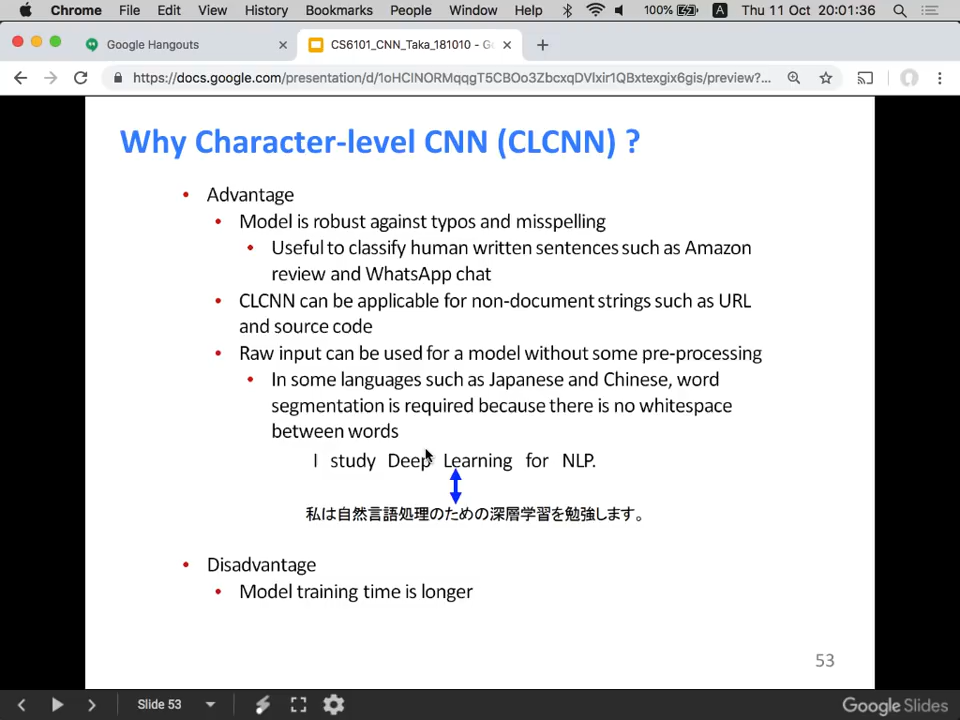 Chrome File Edit View History Bookmarks People Window Help 100% A Thu 11 Oct 20:01:36
Google Hangouts
CS6101_CNN_Taka_181010 - Go
https://docs.google.com/presentation/d/1oHClNORMqqgT5CBOo3ZbcxqDVlxir1QBxtexgix6gis/preview?...
Why Character-level CNN (CLCNN) ?
• Advantage
• Model is robust against typos and misspelling
• Useful to classify human written sentences such as Amazon
review and WhatsApp chat
• CLCNN can be applicable for non-document strings such as URL
and source code
• Raw input can be used for a model without some pre-processing
• In some languages such as Japanese and Chinese, word
segmentation is required because there is no whitespace
between words
I study Deep Learning for NLP.
私は自然言語処理のための深層学習を勉強します。
• Disadvantage
• Model training time is longer
53
Slide 53
Google Slides